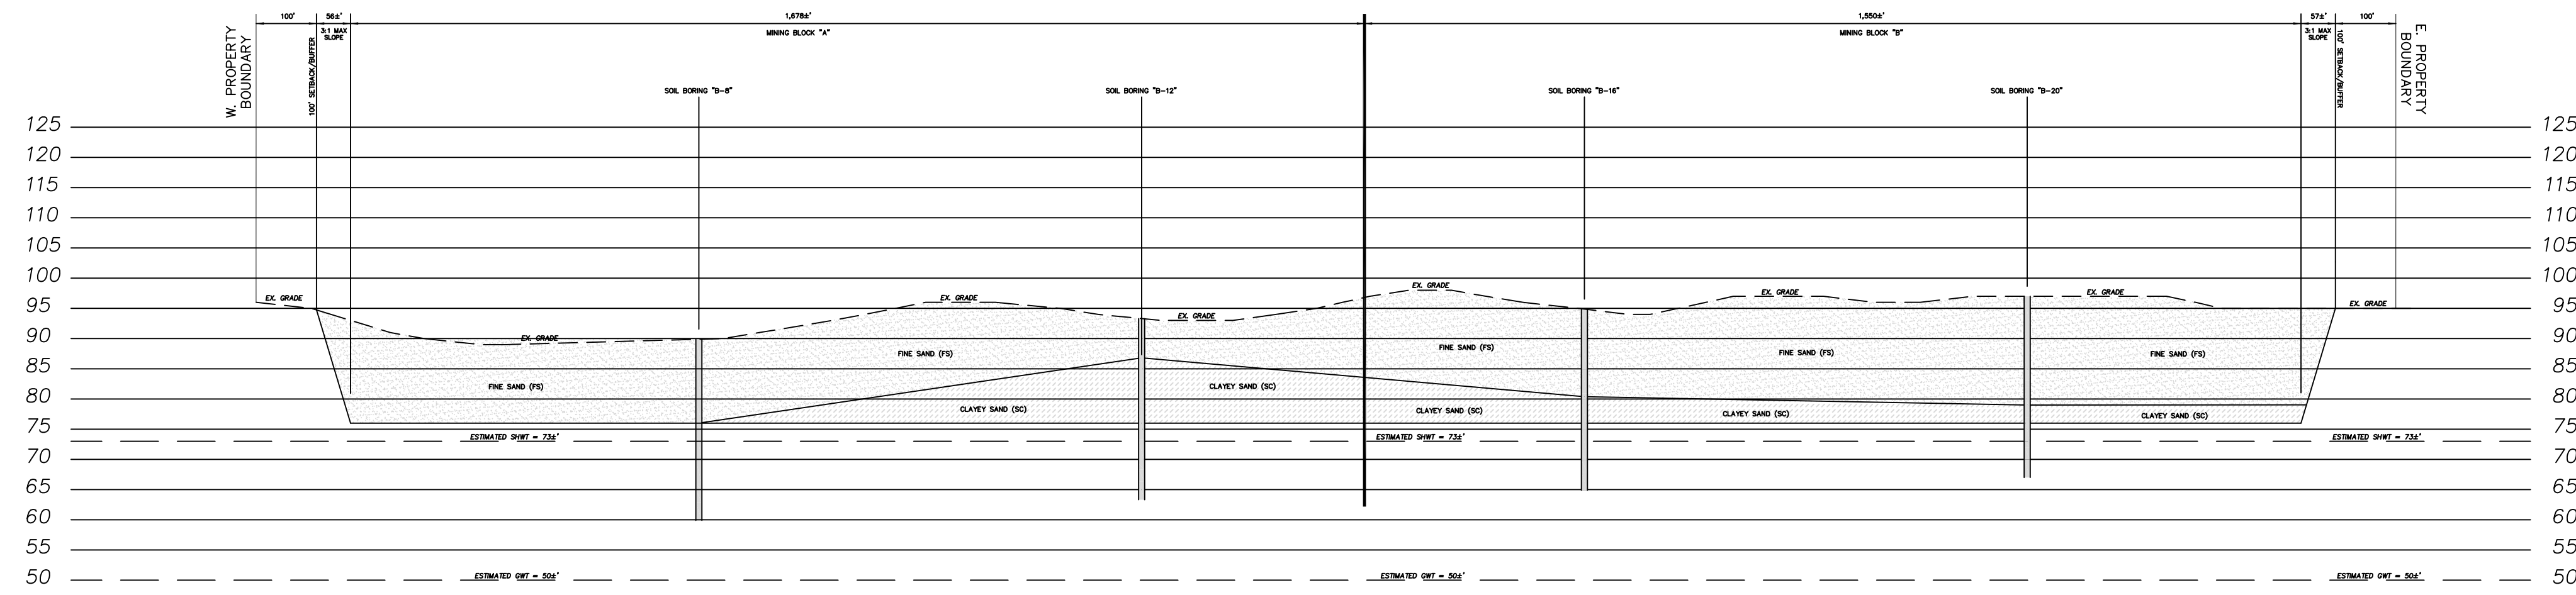 100'
56±'
1,678±'
1,550±'
57±'
100'
W. PROPERTY
BOUNDARY
100' SETBACK/BUFFER
3:1 MAX
SLOPE
MINING BLOCK "A"
MINING BLOCK "B"
3:1 MAX
SLOPE
100' SETBACK/BUFFER
E. PROPERTY
BOUNDARY
SOIL BORING "B-8"
SOIL BORING "B-12"
SOIL BORING "B-16"
SOIL BORING "B-20"
125
125
120
120
115
115
110
110
105
105
100
100
EX. GRADE
EX. GRADE
EX. GRADE
EX. GRADE
EX. GRADE
EX. GRADE
95
95
EX. GRADE
EX. GRADE
90
90
FINE SAND (FS)
FINE SAND (FS)
FINE SAND (FS)
FINE SAND (FS)
85
85
FINE SAND (FS)
CLAYEY SAND (SC)
80
80
CLAYEY SAND (SC)
CLAYEY SAND (SC)
CLAYEY SAND (SC)
CLAYEY SAND (SC)
75
75
ESTIMATED SHWT = 73±'
ESTIMATED SHWT = 73±'
ESTIMATED SHWT = 73±'
70
70
65
65
60
60
55
55
50
ESTIMATED GWT = 50±'
ESTIMATED GWT = 50±'
ESTIMATED GWT = 50±'
50